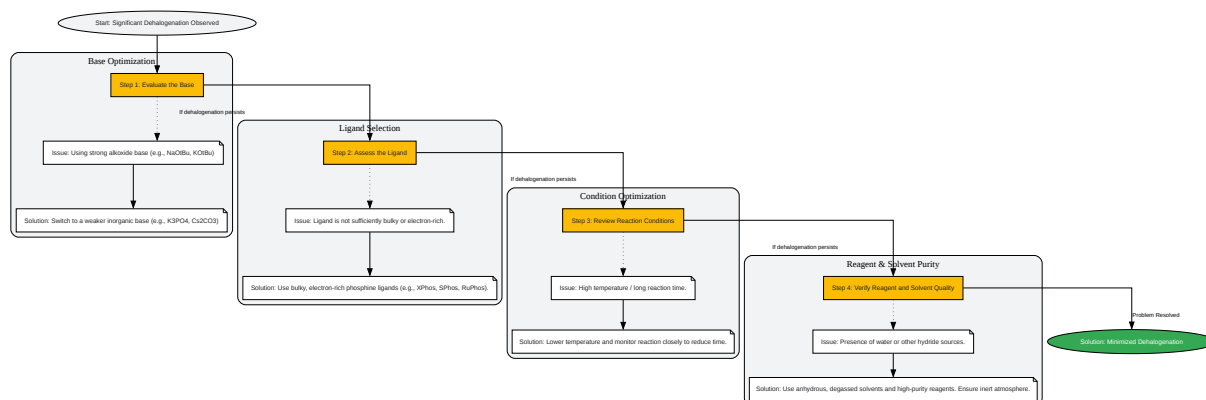 Start: Significant Dehalogenation Observed
Base Optimization
Step 1: Evaluate the Base
If dehalogenation persists
Issue: Using strong alkoxide base (e.g., NaOtBu, KOtBu)
Solution: Switch to a weaker inorganic base (e.g., K3PO4, Cs2CO3)
Ligand Selection
Step 2: Assess the Ligand
If dehalogenation persists
Issue: Ligand is not sufficiently bulky or electron-rich.
Solution: Use bulky, electron-rich phosphine ligands (e.g., XPhos, SPhos, RuPhos).
Condition Optimization
Step 3: Review Reaction Conditions
If dehalogenation persists
Issue: High temperature / long reaction time.
Solution: Lower temperature and monitor reaction closely to reduce time.
Reagent & Solvent Purity
Step 4: Verify Reagent and Solvent Quality
Problem Resolved
Issue: Presence of water or other hydride sources.
Solution: Minimized Dehalogenation
Solution: Use anhydrous, degassed solvents and high-purity reagents. Ensure inert atmosphere.